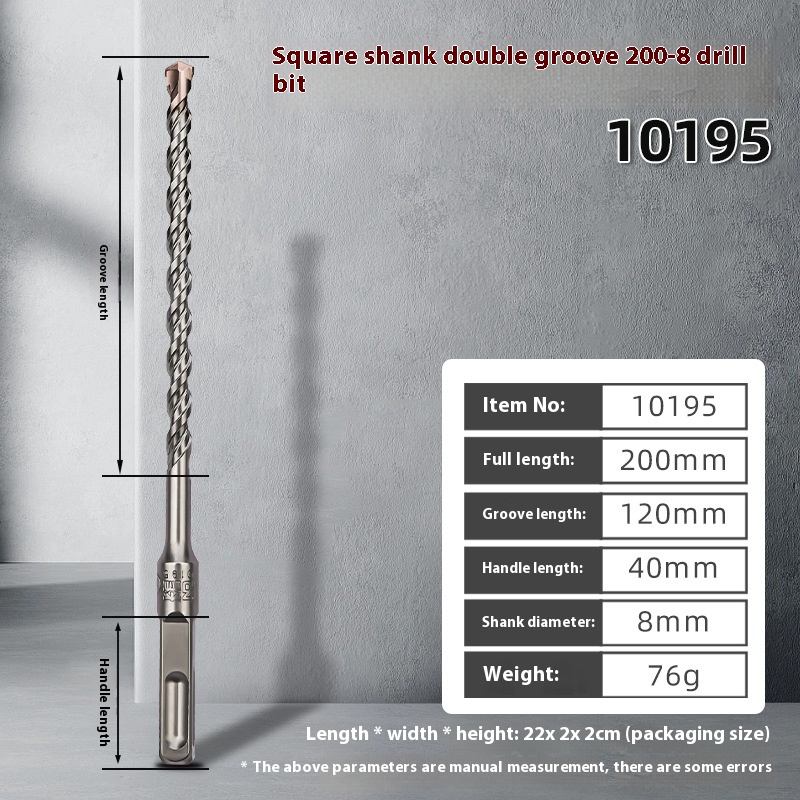 Square shank double groove 200-8 drill
bit
10195
Groove length
Item No: 10195
Full length: 200mm
Groove length: 120mm
Handle length: 40mm
Shank diameter: 8mm
Weight: 76g
Handle length
Length * width * height: 22x 2x 2cm (packaging size)
* The above parameters are manual measurement, there are some errors